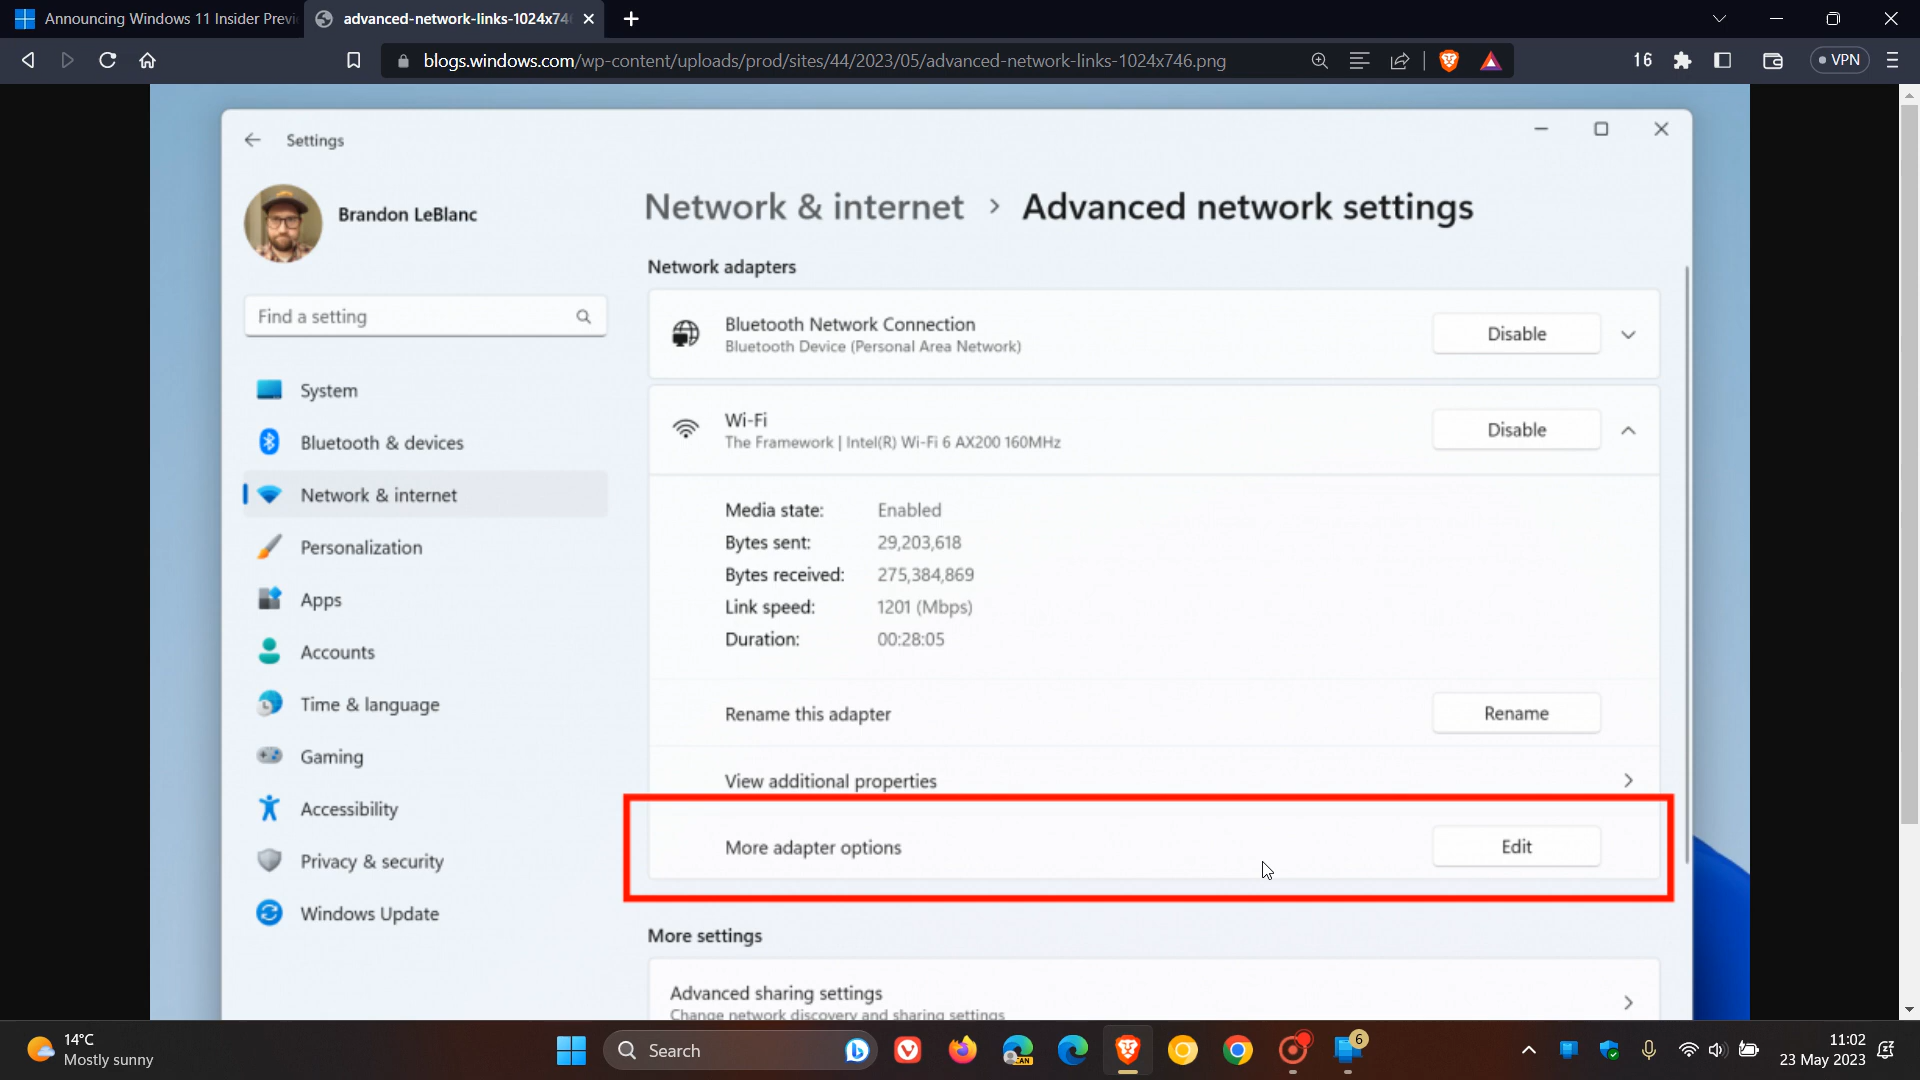 Announcing Windows 11 Insider Previ
advanced-network-links-1024x74
blogs.windows.com/wp-content/uploads/prod/sites/44/2023/05/advanced-network-links-1024x746.png
16
VPN
Settings
Brandon LeBlanc
Find a setting
System
Bluetooth & devices
Network & internet
Personalization
Apps
Accounts
Time & language
Gaming
Accessibility
Privacy & security
Windows Update
Network & internet > Advanced network settings
Network adapters
Bluetooth Network Connection
Bluetooth Device (Personal Area Network)
Disable
Wi-Fi
The Framework | Intel(R) Wi-Fi 6 AX200 160MHz
Disable
Media state: Enabled
Bytes sent: 29,203,618
Bytes received: 275,384,869
Link speed: 1201 (Mbps)
Duration: 00:28:05
Rename this adapter
Rename
View additional properties
More adapter options
Edit
More settings
Advanced sharing settings
Change network discovery and sharing settings
14°C
Mostly sunny
Search
CAN
6
11:02
23 May 2023